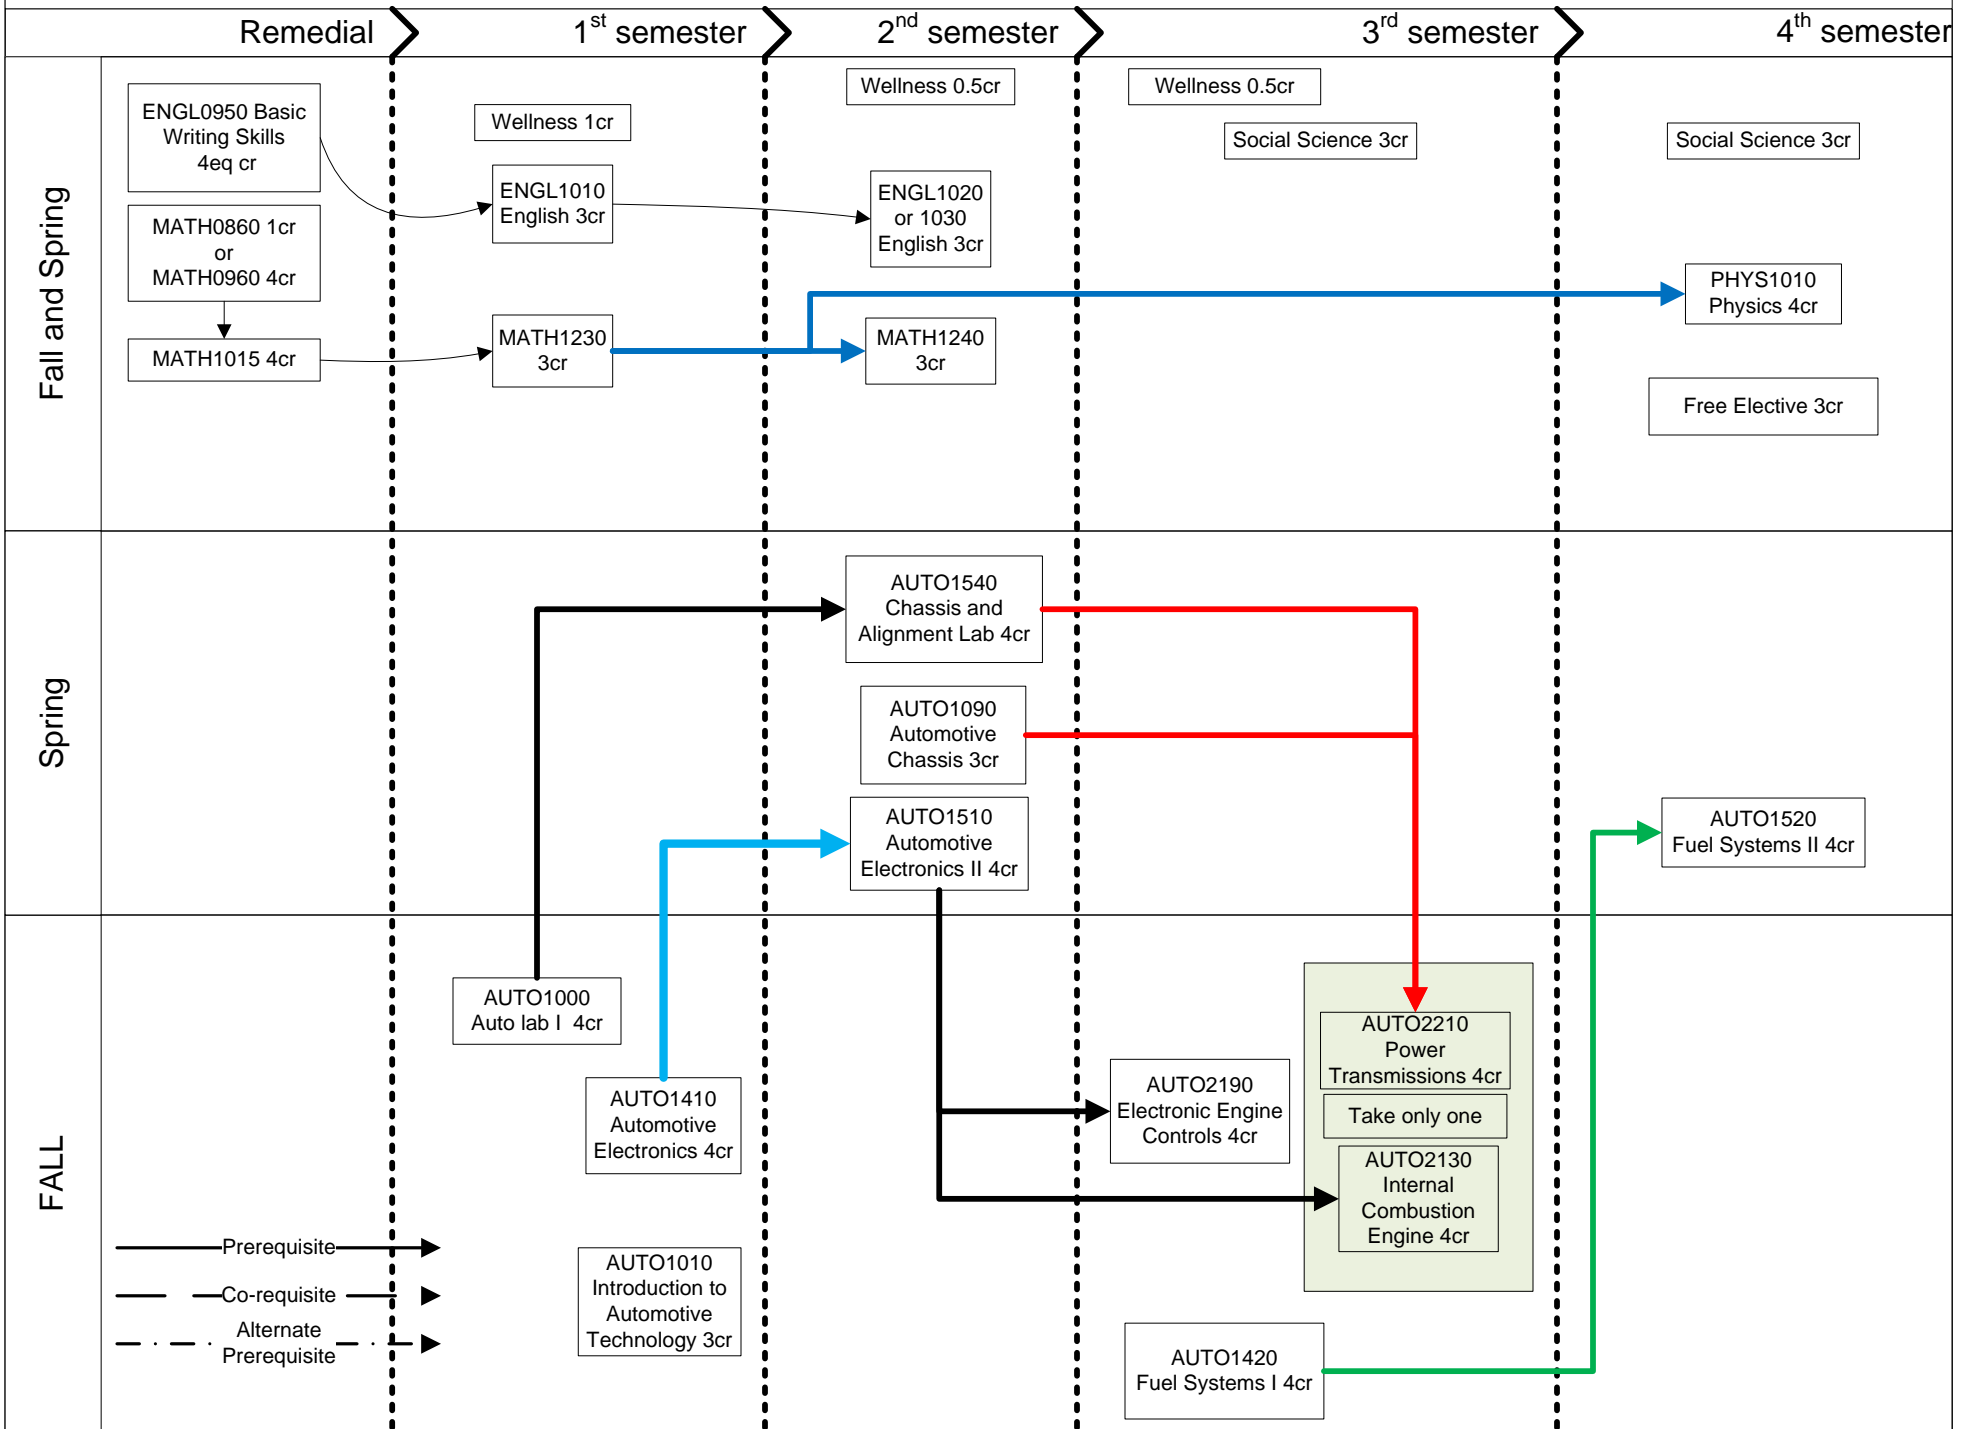 Remedial
1st semester
2nd semester
3rd semester
4th semester
Fall and Spring
ENGL0950 Basic
Writing Skills
4eq cr
MATH0860 1cr
or
MATH0960 4cr
MATH1015 4cr
Wellness 1cr
ENGL1010
English 3cr
MATH1230
3cr
Wellness 0.5cr
ENGL1020
or 1030
English 3cr
MATH1240
3cr
Wellness 0.5cr
Social Science 3cr
Social Science 3cr
PHYS1010
Physics 4cr
Free Elective 3cr
Spring
AUTO1540
Chassis and
Alignment Lab 4cr
AUTO1090
Automotive
Chassis 3cr
AUTO1510
Automotive
Electronics II 4cr
AUTO1520
Fuel Systems II 4cr
FALL
AUTO1000
Auto lab I  4cr
AUTO1410
Automotive
Electronics 4cr
AUTO1010
Introduction to
Automotive
Technology 3cr
AUTO2190
Electronic Engine
Controls 4cr
AUTO2210
Power
Transmissions 4cr
Take only one
AUTO2130
Internal
Combustion
Engine 4cr
AUTO1420
Fuel Systems I 4cr
Prerequisite
Co-requisite
Alternate
Prerequisite